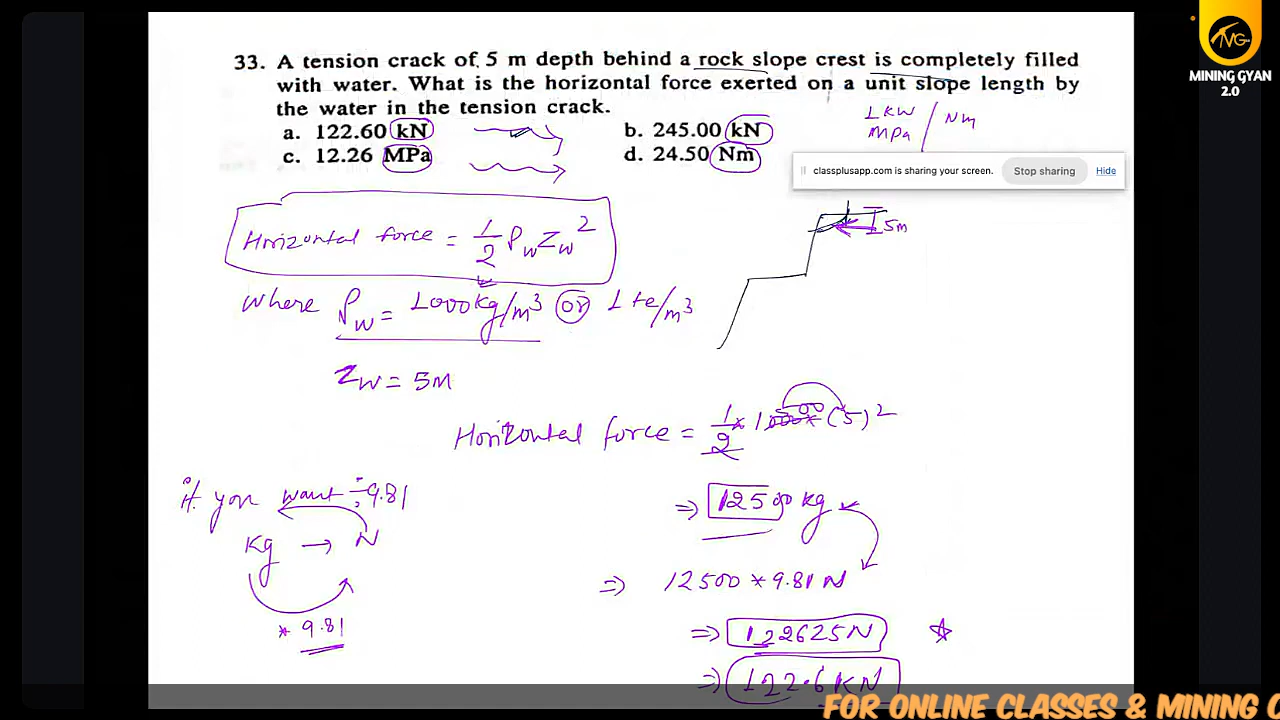 33. A tension crack of 5 m depth behind a rock slope crest is completely filled
with water. What is the horizontal force exerted on a unit slope length by
the water in the tension crack.
a. 122.60 kN
b. 245.00 kN
c. 12.26 MPa
d. 24.50 Nm
1 KW
MPa / Nm
MINING GYAN
2.0
classplusapp.com is sharing your screen.
Stop sharing
Hide
5m
Horizontal force = 1/2 ρw Zw²
Where ρw = 1000kg/m³ or 1 te/m³
Zw = 5M
Horizontal force = 1/2 * 1000* (5)²
500
⇒ 12500 kg
⇒ 12500 * 9.81 N
⇒ 122625N
⇒ 122.6 KN
if you want ÷9.81
Kg → N
* 9.81
FOR ONLINE CLASSES & MINING